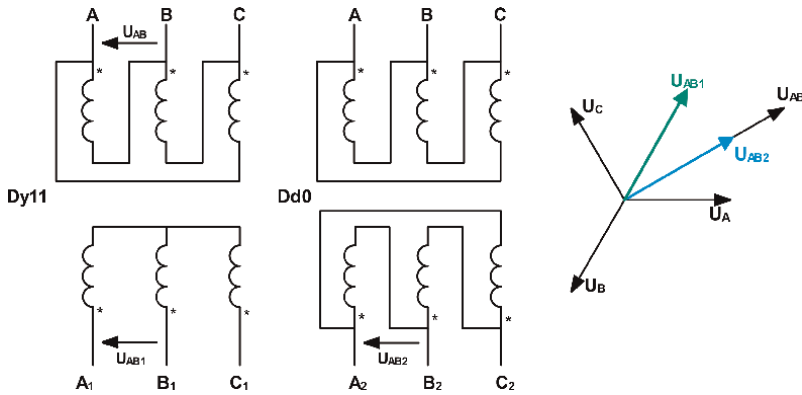 A B C A B C
U_AB
* * * * * *
U_AB1 U_AB
U_C
U_AB2
Dy11 Dd0
U_A
U_B
* * * * * *
U_AB1 U_AB2
A₁ B₁ C₁ A₂ B₂ C₂